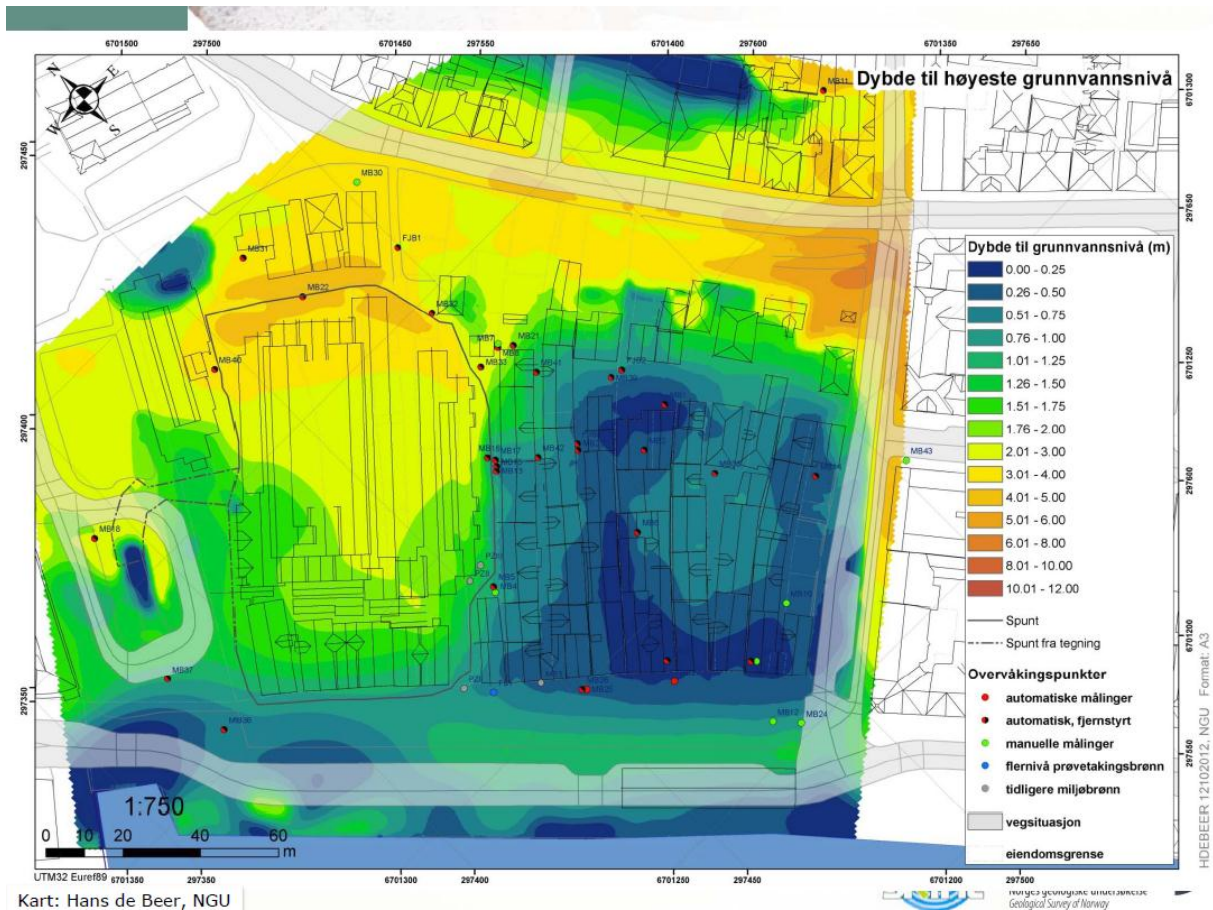 6701500
297500
6701450
297550
6701400
297600
6701350
297650
Dybde til høyeste grunnvannsnivå
N
E
W
S
MB11
6701300
297450
MB30
297650
FJB1
MB31
Dybde til grunnvannsnivå (m)
0.00 - 0.25
0.26 - 0.50
0.51 - 0.75
0.76 - 1.00
1.01 - 1.25
1.26 - 1.50
1.51 - 1.75
1.76 - 2.00
2.01 - 3.00
3.01 - 4.00
4.01 - 5.00
5.01 - 6.00
6.01 - 8.00
8.01 - 10.00
10.01 - 12.00
MB22
MB32
MB7
MB21
MB8
MB33
MB40
MB41
6701250
297400
MB16
MB17
MB15
MB13
MB42
MB43
297600
MB18
MB5
MB4
Spunt
Spunt fra tegning
6701200
Overvåkingspunkter
automatiske målinger
automatisk, fjernstyrt
manuelle målinger
flernivå prøvetakingsbrønn
tidligere miljøbrønn
vegsituasjon
eiendomsgrense
MB37
297350
MB36
MB12
MB24
297550
1:750
0 10 20 40 60
m
UTM32 Euref89
6701350
297350
6701300
297400
6701250
297450
6701200
297500
HDEBEER 12102012, NGU Format: A3
Kart: Hans de Beer, NGU
Norges geologiske undersøkelse
Geological Survey of Norway